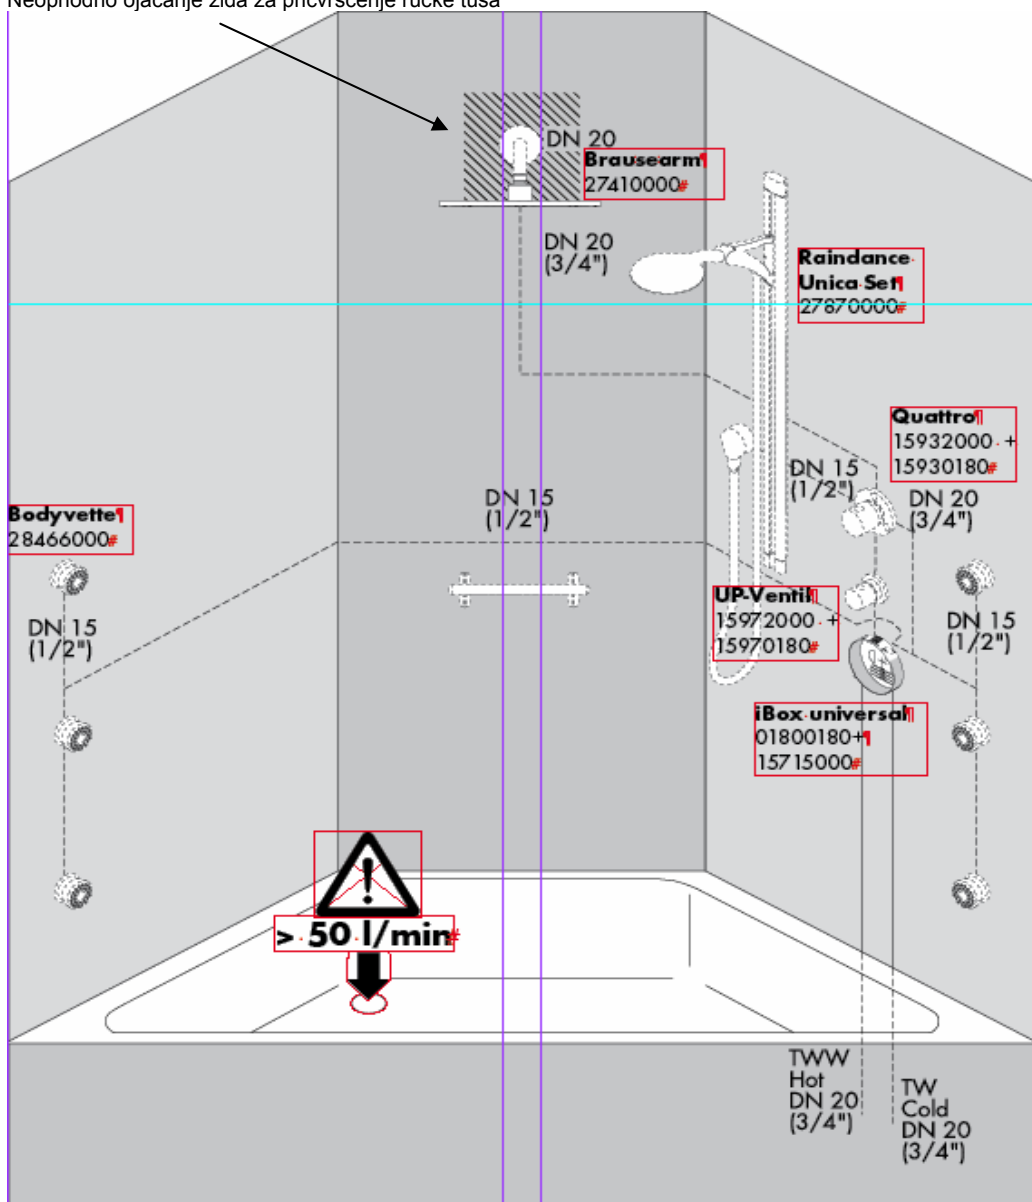 Neophodno ojačanje zida za pričvršćenje ručke tuša
DN 20
Brausearm¶
27410000#
DN 20
(3/4")
Raindance·
Unica·Set¶
27870000#
Quattro¶
15932000·+
15930180#
DN 15
(1/2")
DN 20
(3/4")
DN 15
(1/2")
Bodyvette¶
28466000#
DN 15
(1/2")
UP-Ventil¶
15972000·+
15970180#
DN 15
(1/2")
iBox·universal¶
01800180+¶
15715000#
>·50·l/min#
TWW
Hot
DN 20
(3/4")
TW
Cold
DN 20
(3/4")